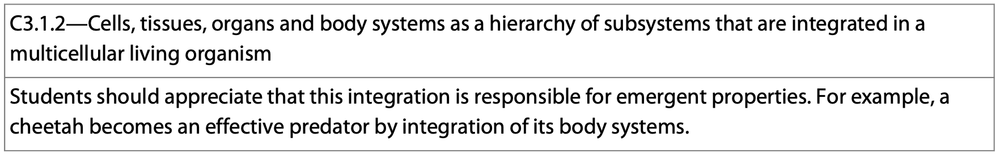 C3.1.2—Cells, tissues, organs and body systems as a hierarchy of subsystems that are integrated in a
multicellular living organism
Students should appreciate that this integration is responsible for emergent properties. For example, a
cheetah becomes an effective predator by integration of its body systems.